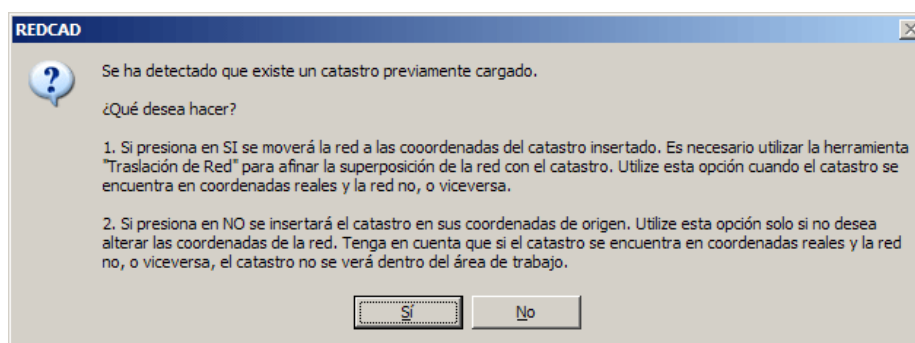 REDCAD
Se ha detectado que existe un catastro previamente cargado.
¿Qué desea hacer?
1. Si presiona en SI se moverá la red a las cooordenadas del catastro insertado. Es necesario utilizar la herramienta
"Traslación de Red" para afinar la superposición de la red con el catastro. Utilize esta opción cuando el catastro se
encuentra en coordenadas reales y la red no, o viceversa.
2. Si presiona en NO se insertará el catastro en sus coordenadas de origen. Utilize esta opción solo si no desea
alterar las coordenadas de la red. Tenga en cuenta que si el catastro se encuentra en coordenadas reales y la red
no, o viceversa, el catastro no se verá dentro del área de trabajo.
Sí No